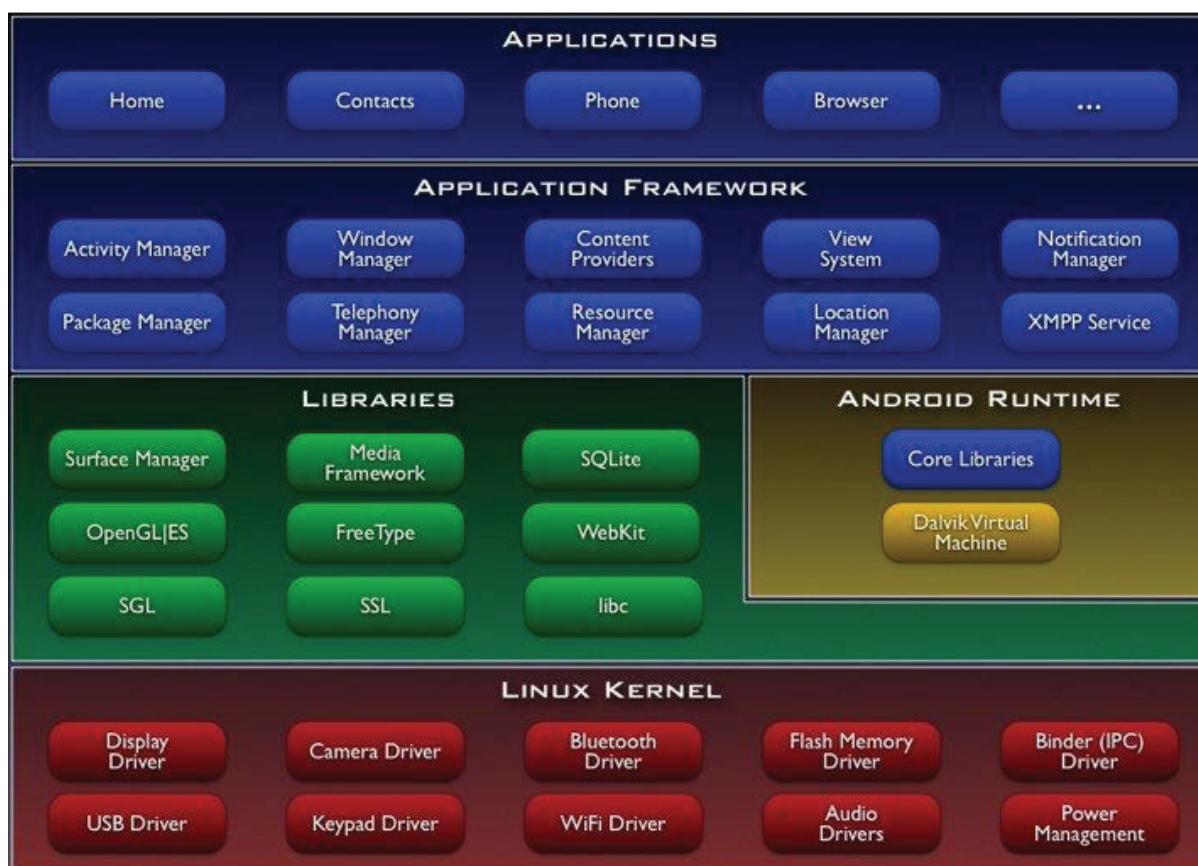 APPLICATIONS
Home
Contacts
Phone
Browser
...
APPLICATION FRAMEWORK
Activity Manager
Window
Manager
Content
Providers
View
System
Notification
Manager
Package Manager
Telephony
Manager
Resource
Manager
Location
Manager
XMPP Service
LIBRARIES
Surface Manager
Media
Framework
SQLite
OpenGL|ES
FreeType
WebKit
SGL
SSL
libc
ANDROID RUNTIME
Core Libraries
Dalvik Virtual
Machine
LINUX KERNEL
Display
Driver
Camera Driver
Bluetooth
Driver
Flash Memory
Driver
Binder (IPC)
Driver
USB Driver
Keypad Driver
WiFi Driver
Audio
Drivers
Power
Management